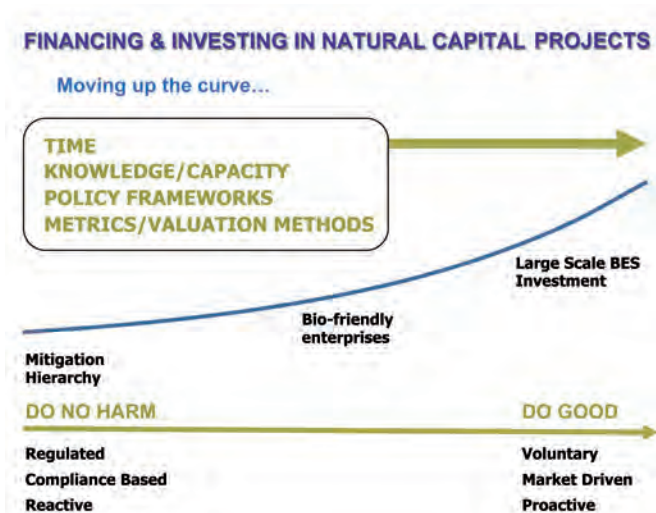 FINANCING & INVESTING IN NATURAL CAPITAL PROJECTS
Moving up the curve...
TIME
KNOWLEDGE/CAPACITY
POLICY FRAMEWORKS
METRICS/VALUATION METHODS
Large Scale BES
Investment
Bio-friendly
enterprises
Mitigation
Hierarchy
DO NO HARM
DO GOOD
Regulated
Compliance Based
Reactive
Voluntary
Market Driven
Proactive